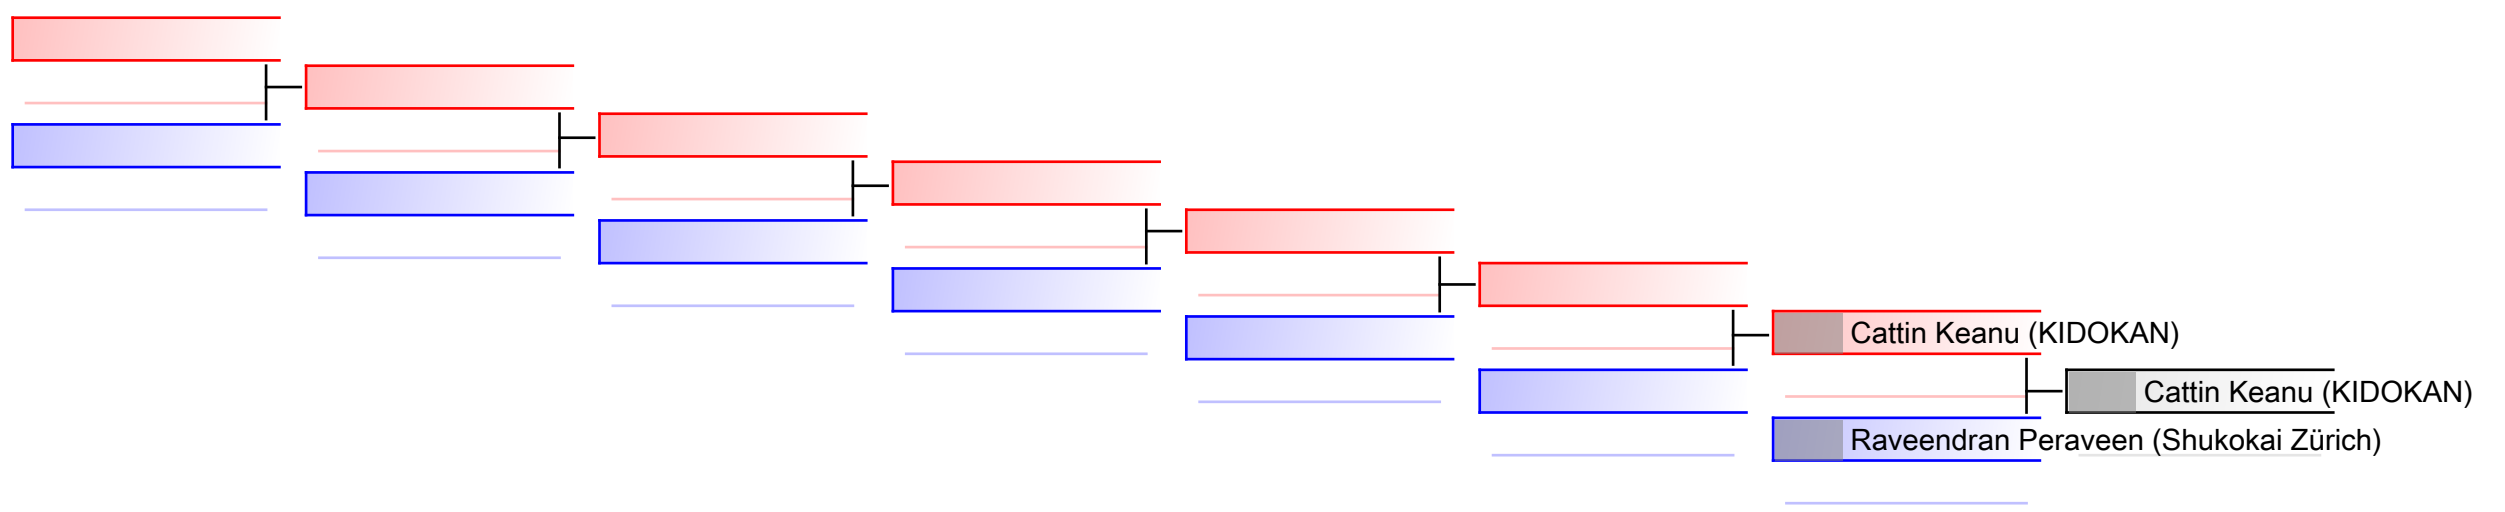 Cattin Keanu (KIDOKAN)
Cattin Keanu (KIDOKAN)
Raveendran Peraveen (Shukokai Zürich)